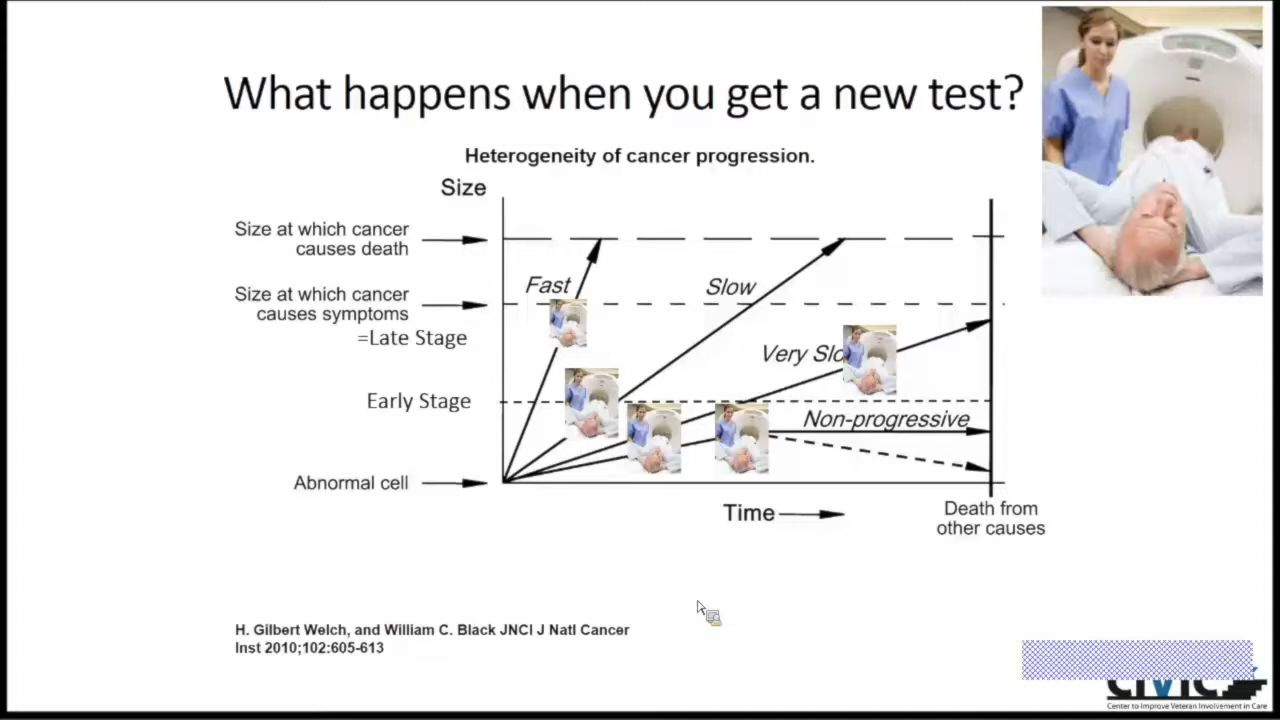 What happens when you get a new test?
Heterogeneity of cancer progression.
Size
Size at which cancer
causes death
Fast
Slow
Size at which cancer
causes symptoms
=Late Stage
Very Slo
Early Stage
Non-progressive
Abnormal cell
Time
Death from
other causes
H. Gilbert Welch, and William C. Black JNCI J Natl Cancer
Inst 2010;102:605-613
CIVIC
Center to Improve Veteran Involvement in Care